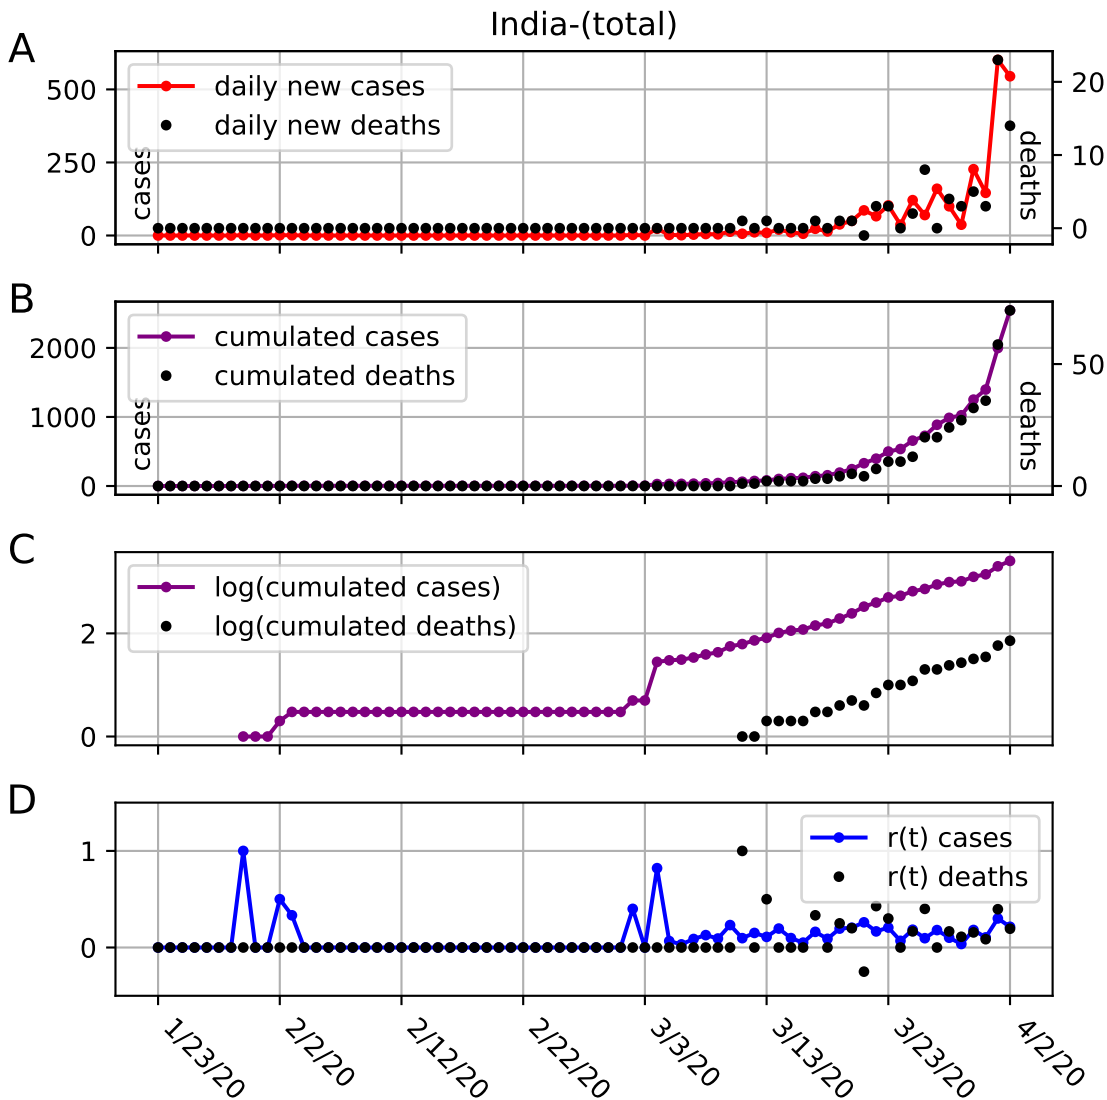 India-(total)
A
500
250
0
cases
daily new cases
daily new deaths
20
10
0
deaths
B
2000
1000
0
cases
cumulated cases
cumulated deaths
50
0
deaths
C
2
0
log(cumulated cases)
log(cumulated deaths)
D
1
0
r(t) cases
r(t) deaths
1/23/20
2/2/20
2/12/20
2/22/20
3/3/20
3/13/20
3/23/20
4/2/20